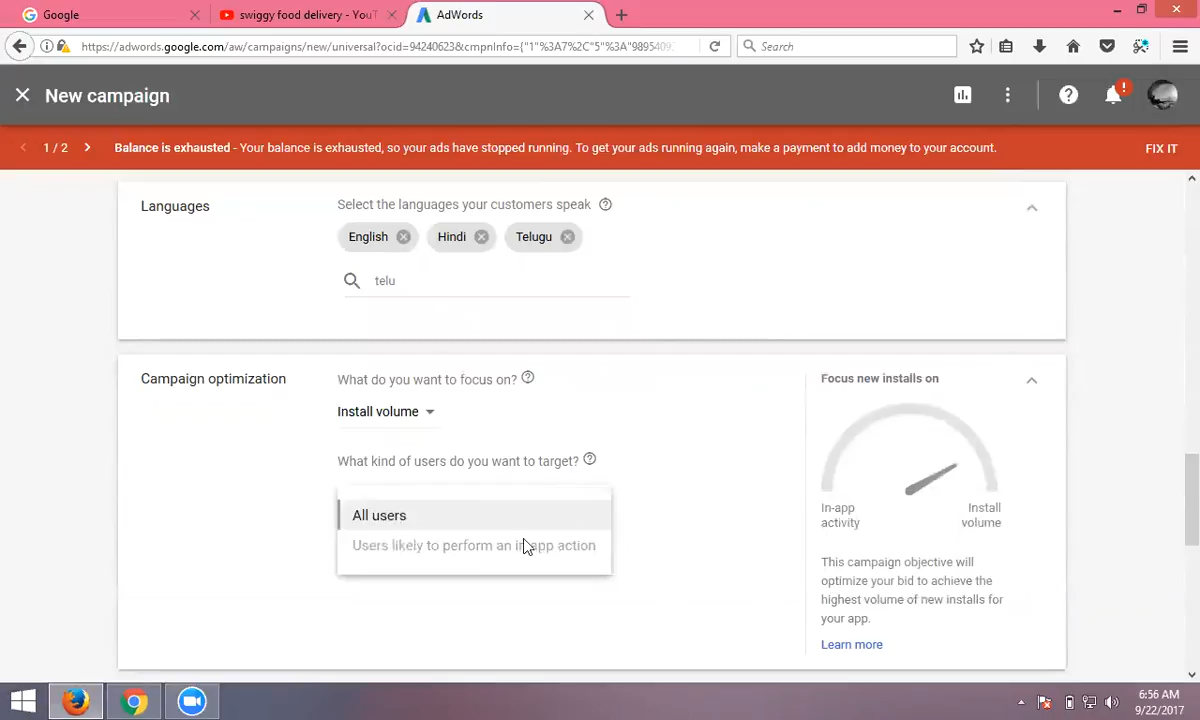 Google
swiggy food delivery - YouT
AdWords
https://adwords.google.com/aw/campaigns/new/universal?ocid=94240623&cmpnInfo={"1"%3A7%2C"5"%3A"989540
Search
New campaign
1 / 2
Balance is exhausted - Your balance is exhausted, so your ads have stopped running. To get your ads running again, make a payment to add money to your account.
FIX IT
Languages
Select the languages your customers speak
English
Hindi
Telugu
telu
Campaign optimization
What do you want to focus on?
Install volume
What kind of users do you want to target?
All users
Users likely to perform an in-app action
Focus new installs on
In-app
activity
Install
volume
This campaign objective will
optimize your bid to achieve the
highest volume of new installs for
your app.
Learn more
6:56 AM
9/22/2017